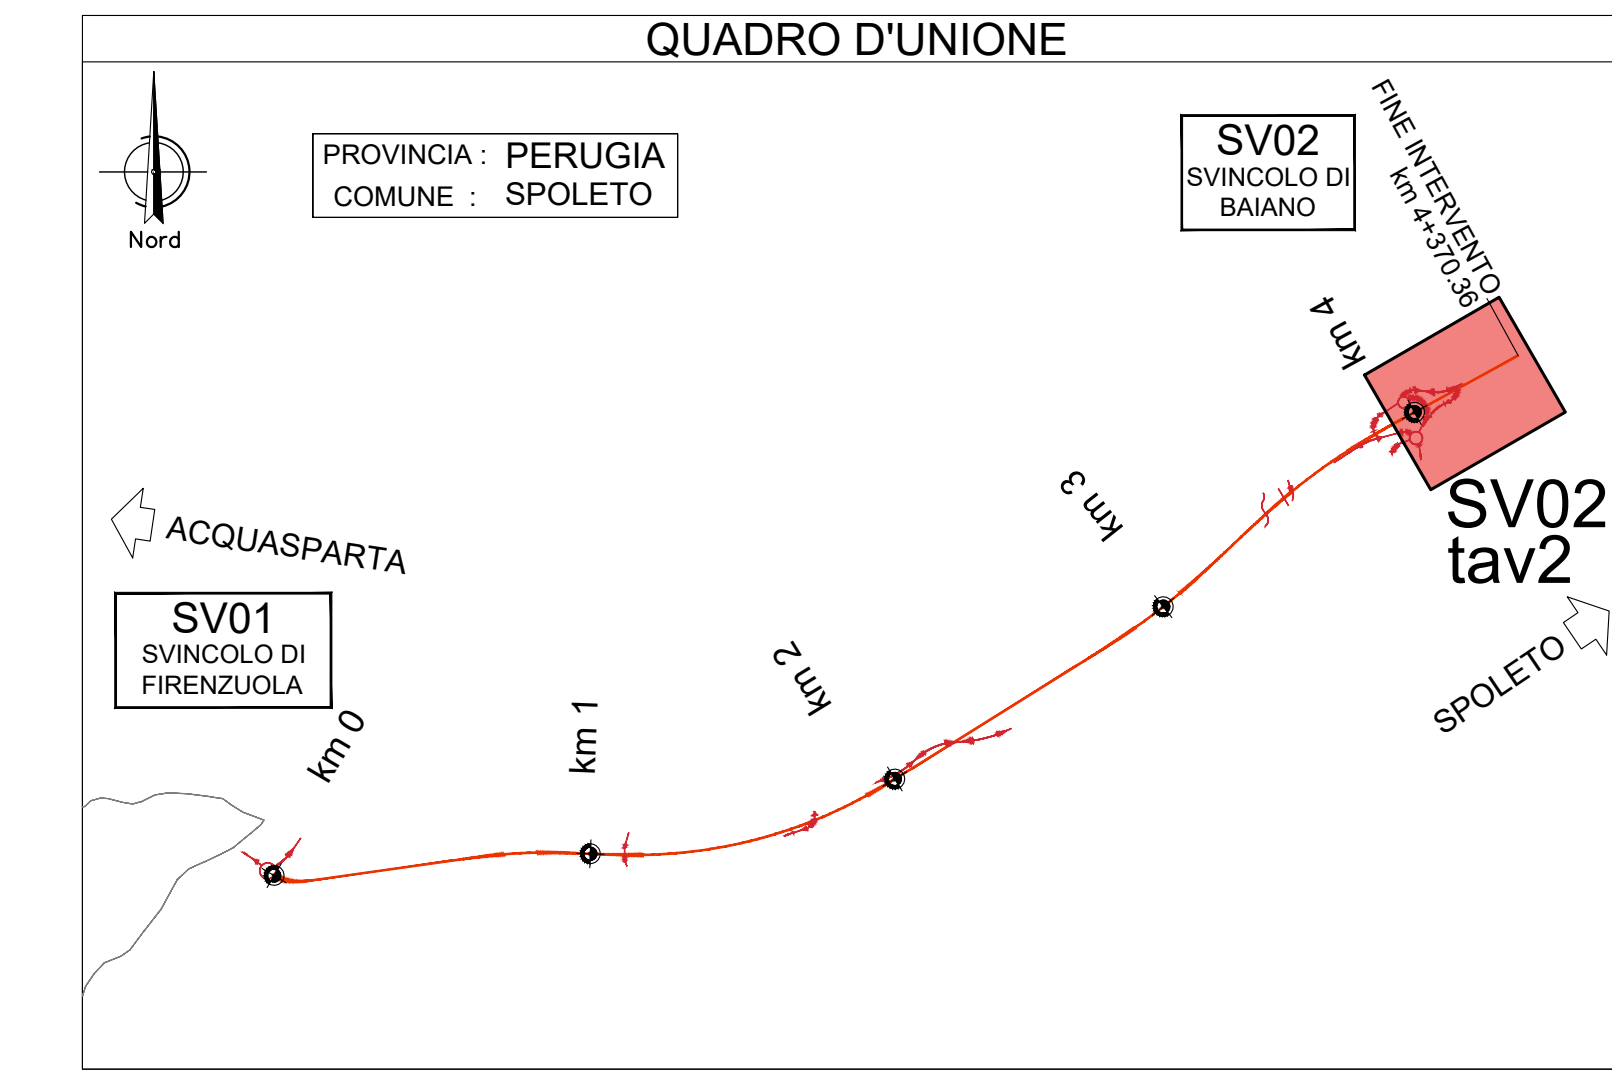 QUADRO D'UNIONE
Nord
PROVINCIA : PERUGIA
COMUNE : SPOLETO
SV02
SVINCOLO DI
BAIANO
FINE INTERVENTO
km 4+370.36
km 4
km 3
SV02
tav2
ACQUASPARTA
SV01
SVINCOLO DI
FIRENZUOLA
SPOLETO
km 2
km 1
km 0